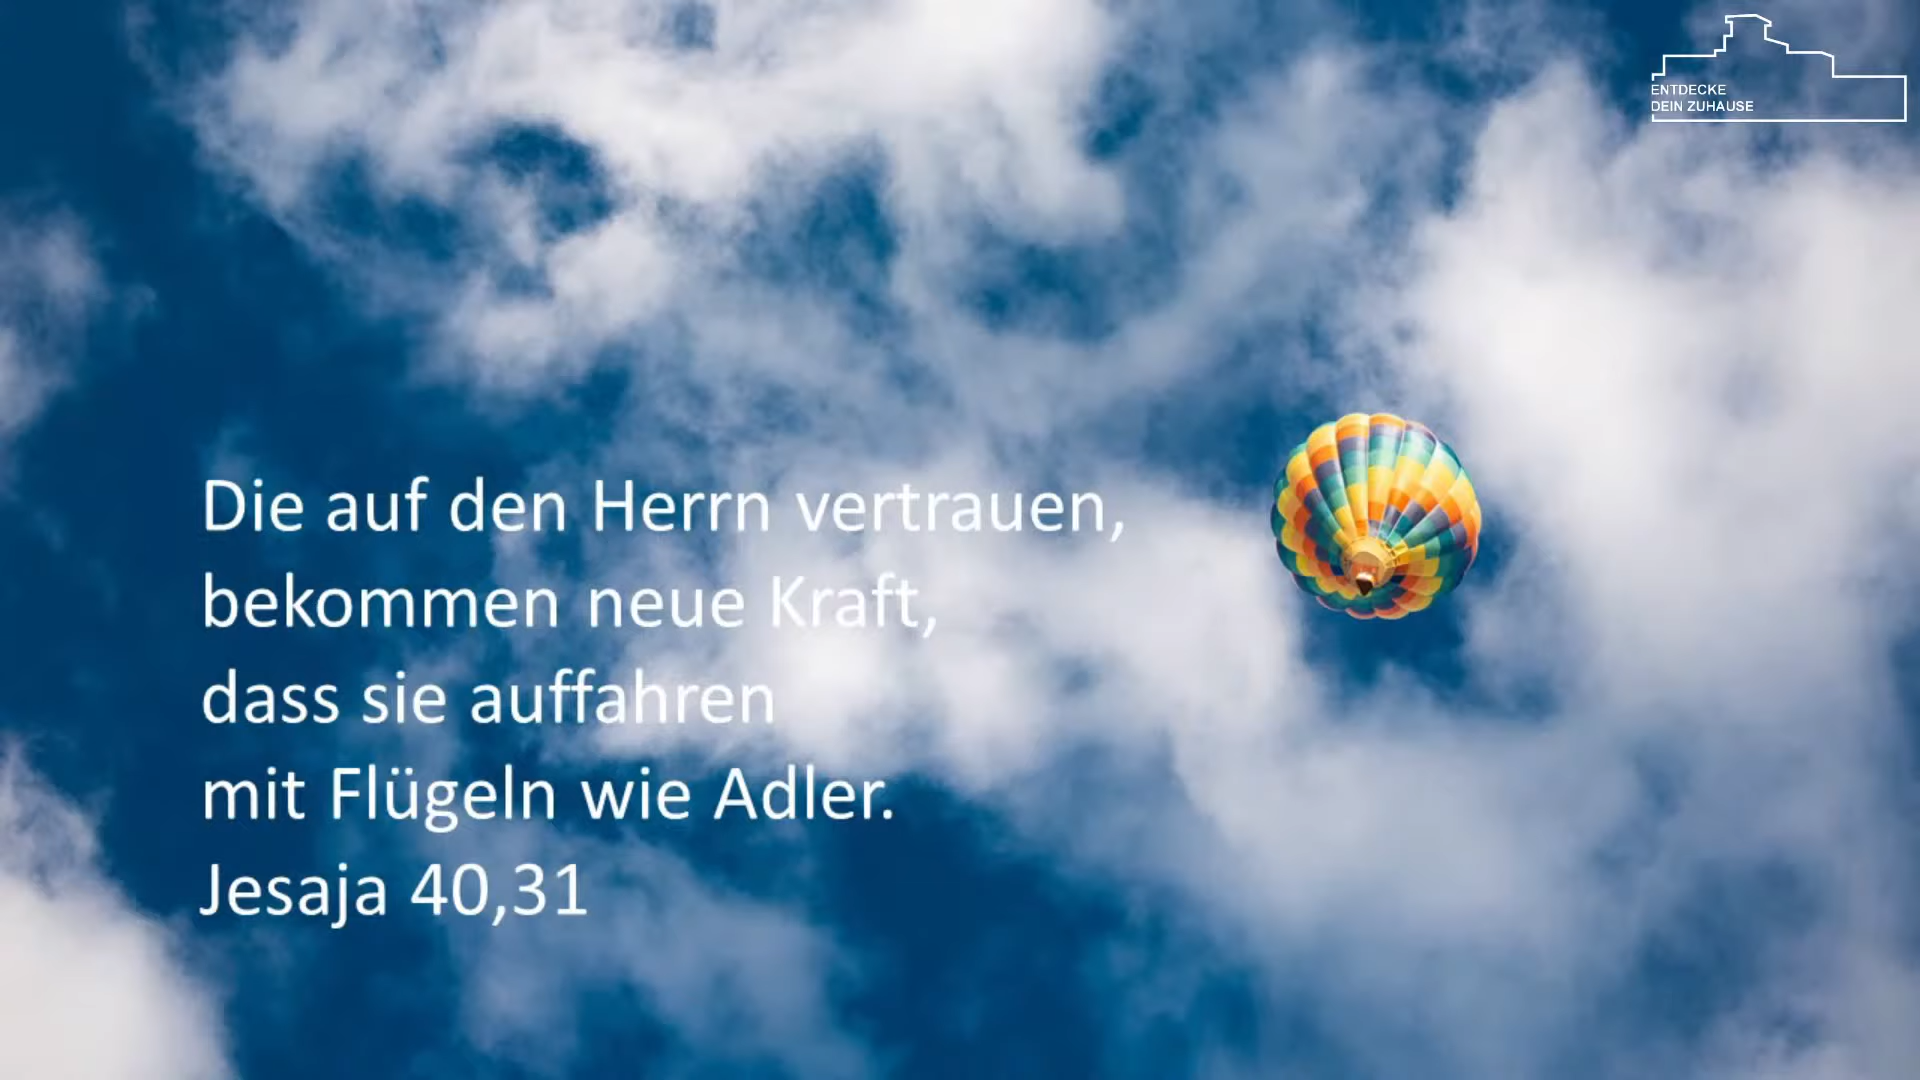 ENTDECKE
DEIN ZUHAUSE
Die auf den Herrn vertrauen,
bekommen neue Kraft,
dass sie auffahren
mit Flügeln wie Adler.
Jesaja 40,31